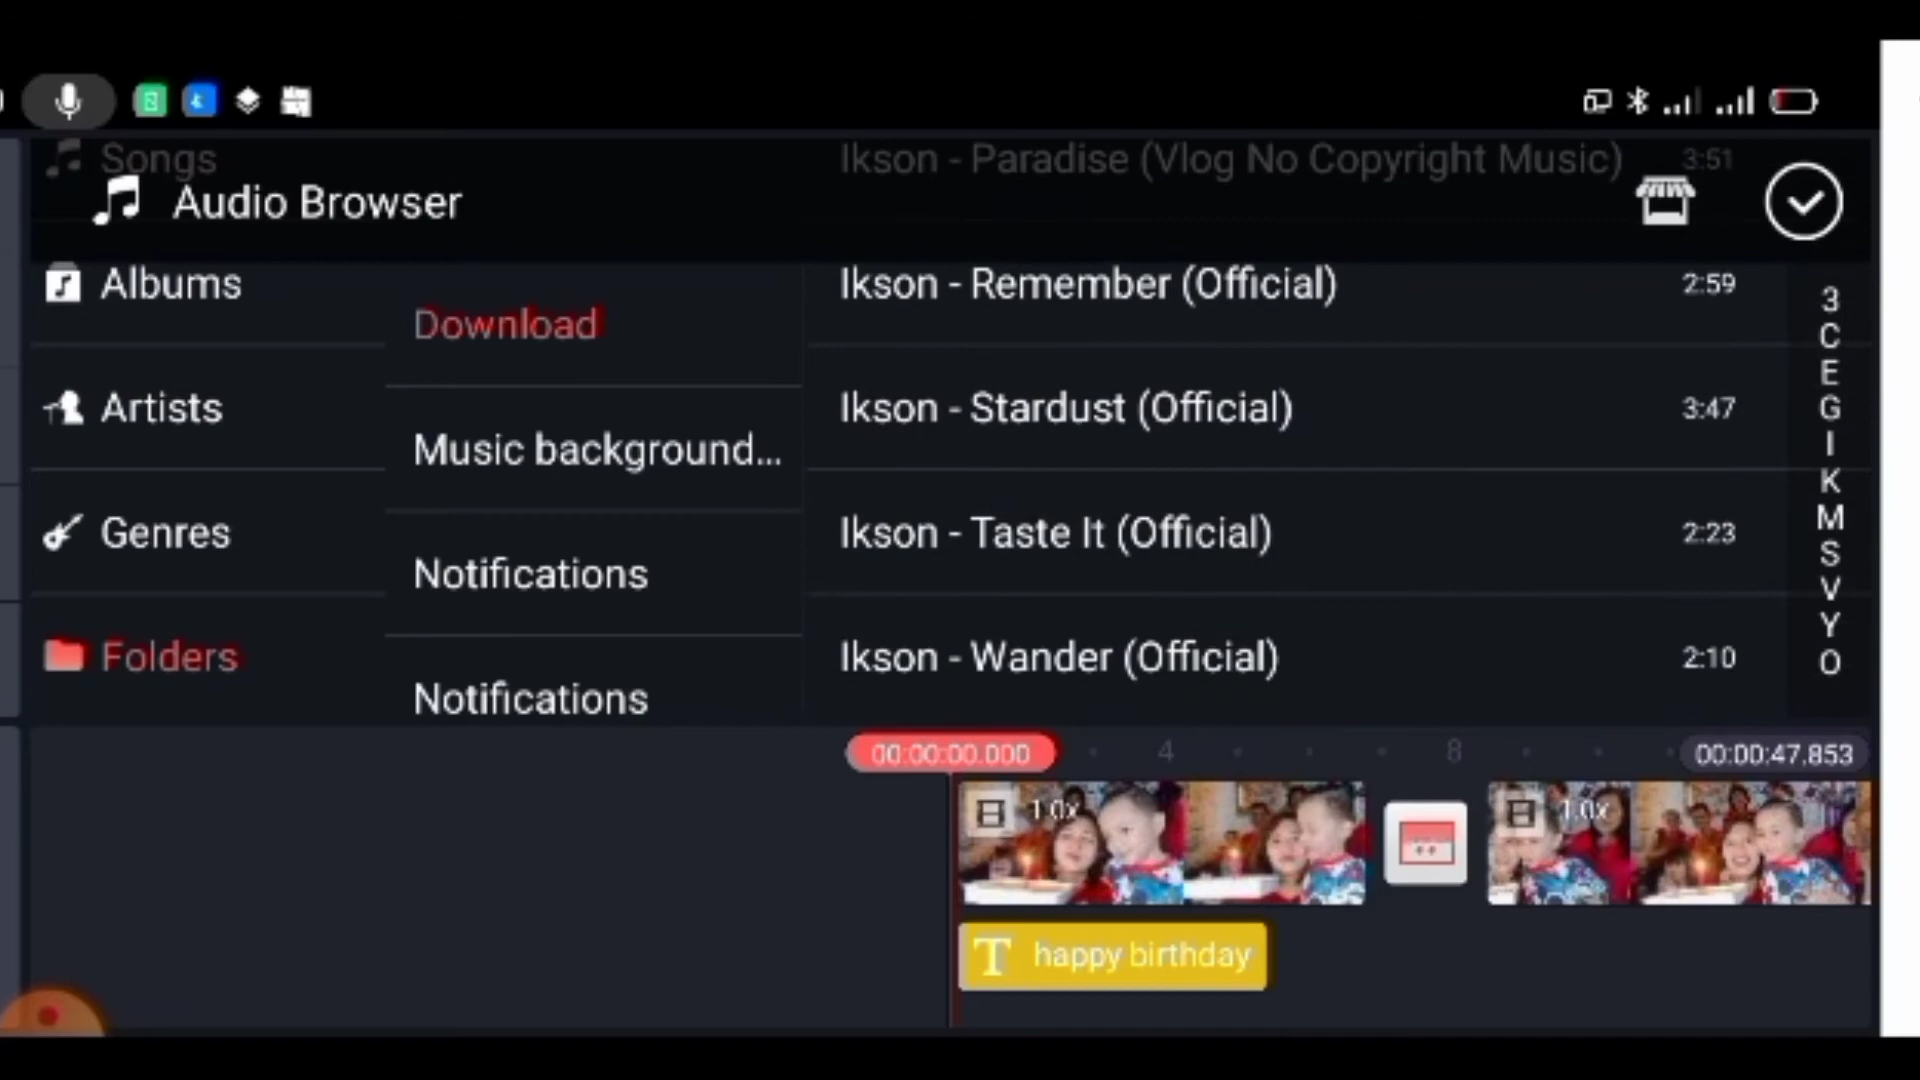 Songs
Ikson - Paradise (Vlog No Copyright Music) 3:51
Audio Browser
Albums
Artists
Genres
Folders
Download
Music background...
Notifications
Notifications
Ikson - Remember (Official) 2:59
Ikson - Stardust (Official) 3:47
Ikson - Taste It (Official) 2:23
Ikson - Wander (Official) 2:10
3
C
E
G
I
K
M
S
V
Y
O
00:00:00.000 4 8 00:00:47.853
1.0x 1.0x
T happy birthday